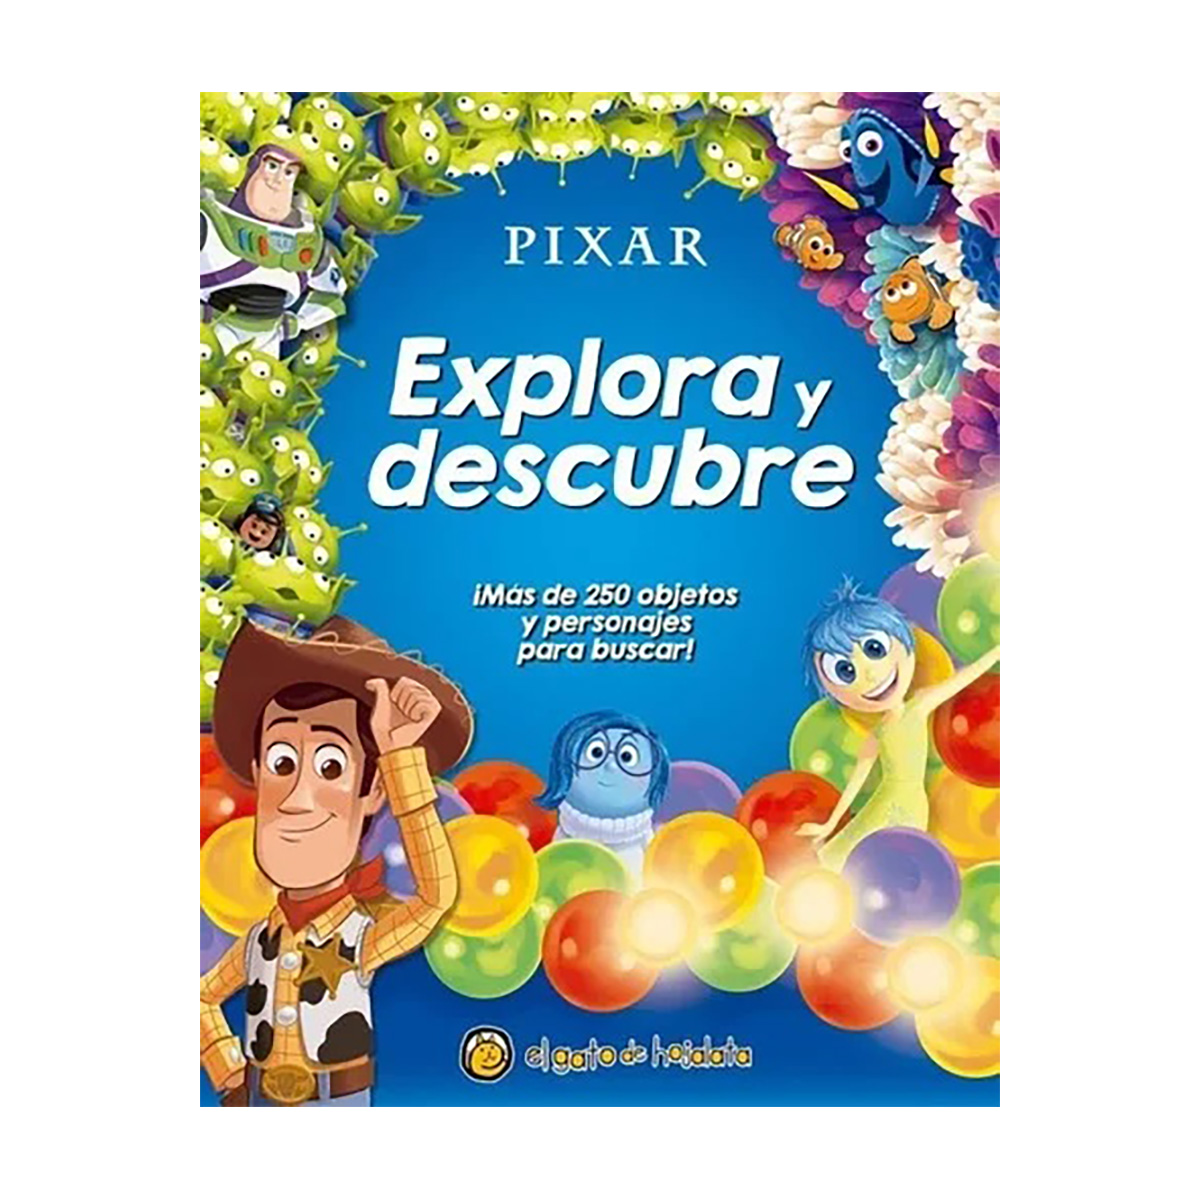 PIXAR
Explora y
descubre
¡Más de 250 objetos
y personajes
para buscar!
el gato de hojalata